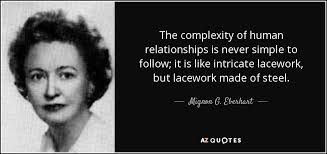 The complexity of human
relationships is never simple to
follow; it is like intricate lacework,
but lacework made of steel.
Mignon G. Eberhart
AZ QUOTES